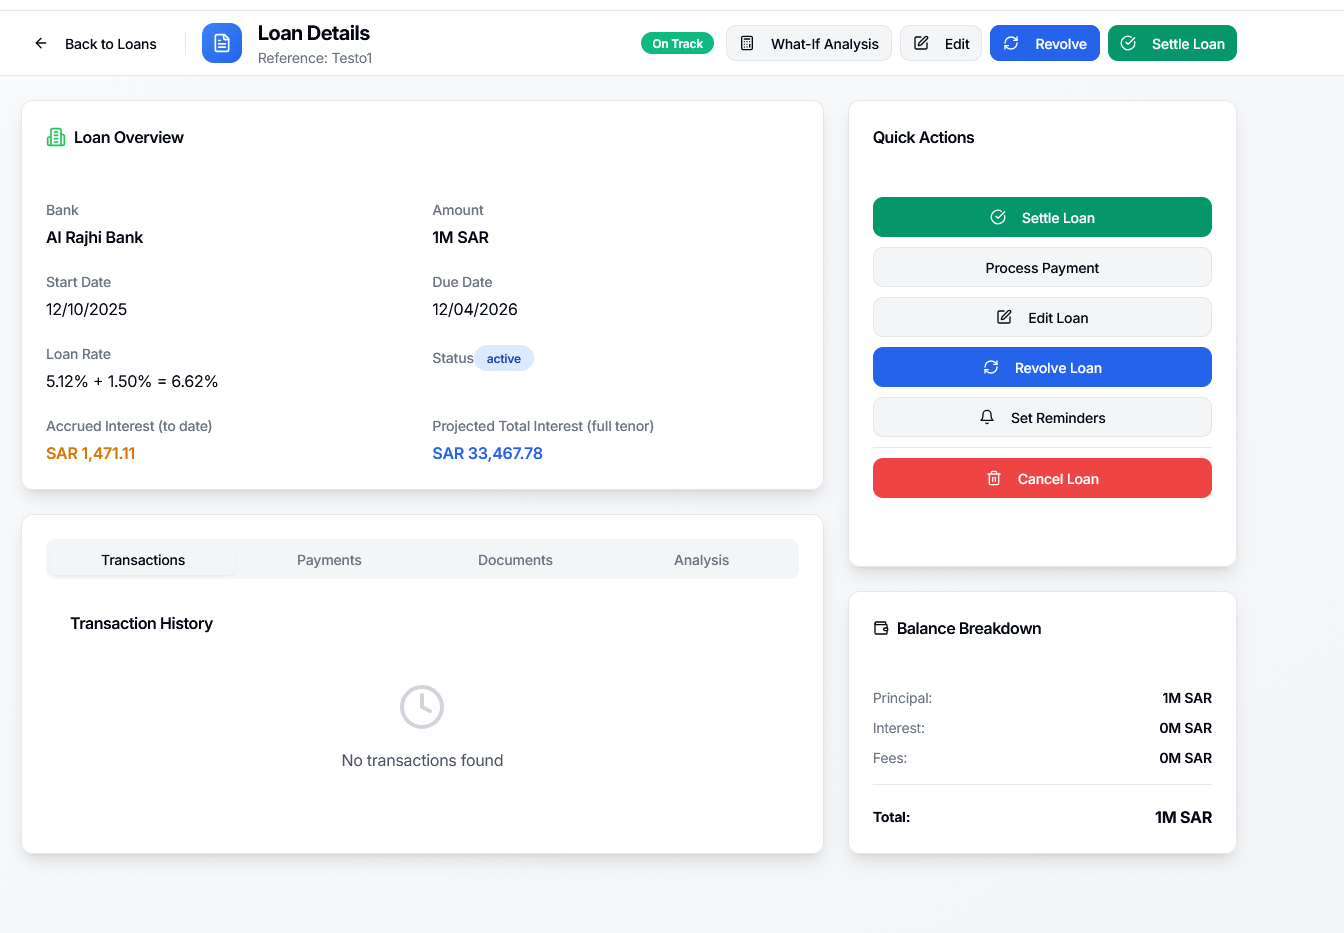 Back to Loans
Loan Details
Reference: Testo1
On Track
What-If Analysis
Edit
Revolve
Settle Loan
Loan Overview
Bank
Al Rajhi Bank
Amount
1M SAR
Start Date
12/10/2025
Due Date
12/04/2026
Loan Rate
5.12% + 1.50% = 6.62%
Status active
Accrued Interest (to date)
SAR 1,471.11
Projected Total Interest (full tenor)
SAR 33,467.78
Transactions
Payments
Documents
Analysis
Transaction History
No transactions found
Quick Actions
Settle Loan
Process Payment
Edit Loan
Revolve Loan
Set Reminders
Cancel Loan
Balance Breakdown
Principal: 1M SAR
Interest: 0M SAR
Fees: 0M SAR
Total: 1M SAR